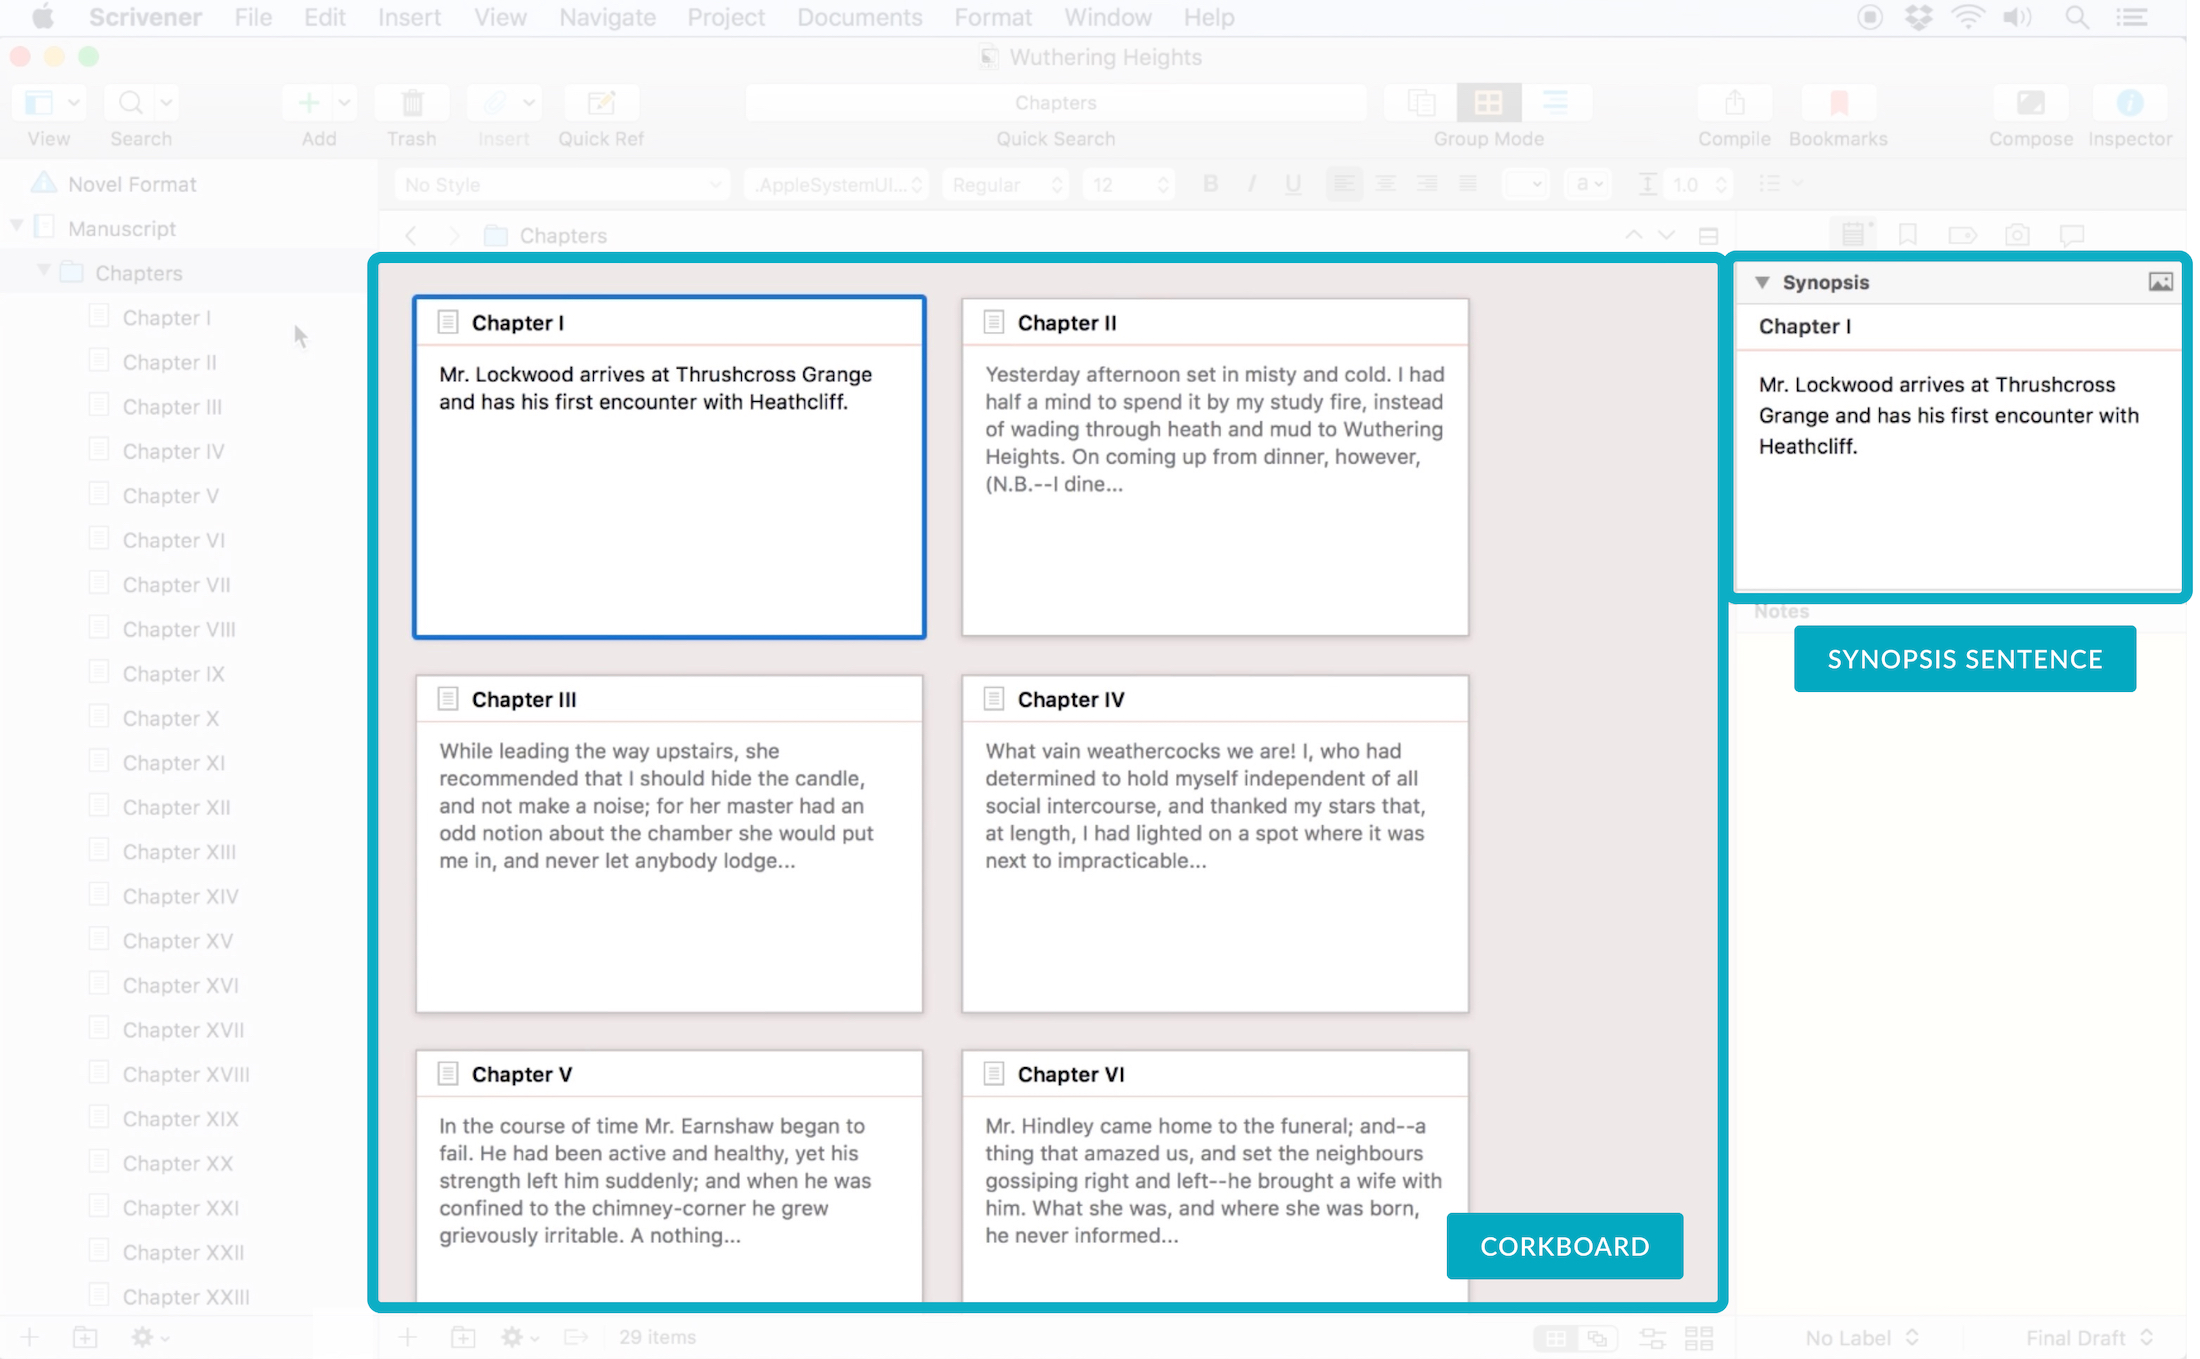 Scrivener File Edit Insert View Navigate Project Documents Format Window Help
Wuthering Heights
Chapters
View Search Add Trash Insert Quick Ref Quick Search Group Mode Compile Bookmarks Compose Inspector
No Style .AppleSystemUI... Regular 12 B I U a 1.0
Novel Format
Manuscript
Chapters
Chapter I
Chapter II
Chapter III
Chapter IV
Chapter V
Chapter VI
Chapter VII
Chapter VIII
Chapter IX
Chapter X
Chapter XI
Chapter XII
Chapter XIII
Chapter XIV
Chapter XV
Chapter XVI
Chapter XVII
Chapter XVIII
Chapter XIX
Chapter XX
Chapter XXI
Chapter XXII
Chapter XXIII
Chapters
Chapter I
Mr. Lockwood arrives at Thrushcross Grange
and has his first encounter with Heathcliff.
Chapter II
Yesterday afternoon set in misty and cold. I had
half a mind to spend it by my study fire, instead
of wading through heath and mud to Wuthering
Heights. On coming up from dinner, however,
(N.B.--I dine...
Chapter III
While leading the way upstairs, she
recommended that I should hide the candle,
and not make a noise; for her master had an
odd notion about the chamber she would put
me in, and never let anybody lodge...
Chapter IV
What vain weathercocks we are! I, who had
determined to hold myself independent of all
social intercourse, and thanked my stars that,
at length, I had lighted on a spot where it was
next to impracticable...
Chapter V
In the course of time Mr. Earnshaw began to
fail. He had been active and healthy, yet his
strength left him suddenly; and when he was
confined to the chimney-corner he grew
grievously irritable. A nothing...
Chapter VI
Mr. Hindley came home to the funeral; and--a
thing that amazed us, and set the neighbours
gossiping right and left--he brought a wife with
him. What she was, and where she was born,
he never informed...
CORKBOARD
Synopsis
Chapter I
Mr. Lockwood arrives at Thrushcross
Grange and has his first encounter with
Heathcliff.
Notes
SYNOPSIS SENTENCE
29 items
No Label
Final Draft